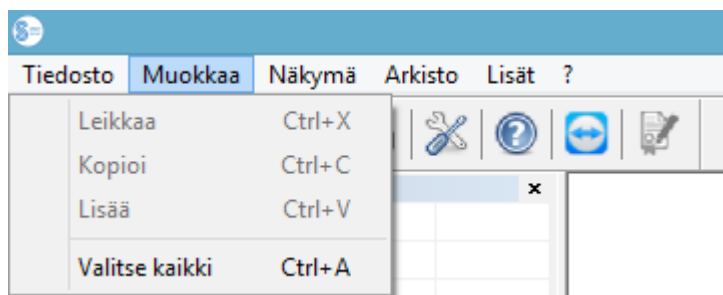 Tiedosto Muokkaa Näkymä Arkisto Lisät ?
Leikkaa Ctrl+X
Kopioi Ctrl+C
Lisää Ctrl+V
Valitse kaikki Ctrl+A